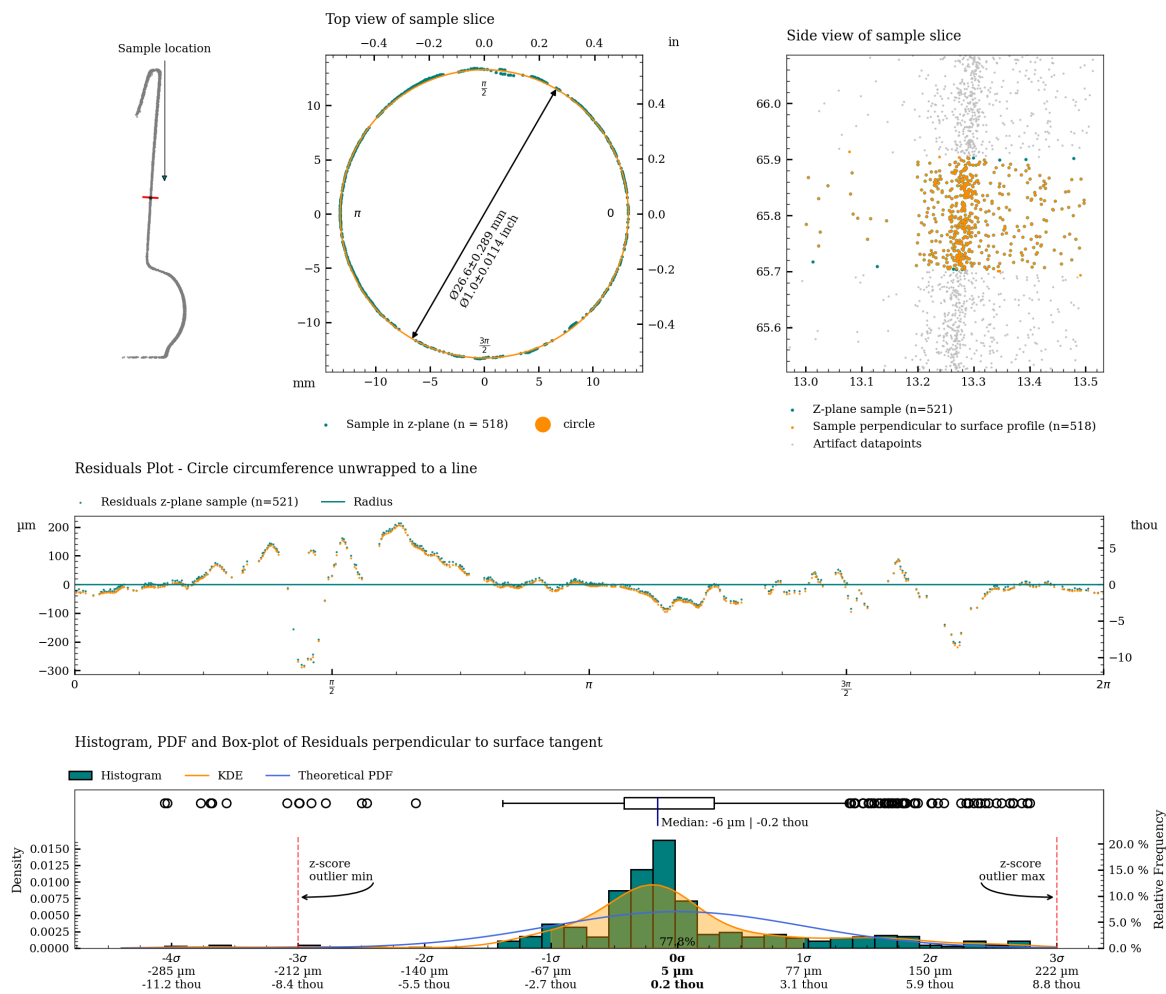 Sample location
Top view of sample slice
−0.4 −0.2 0.0 0.2 0.4 in
10
5
0
−5
−10
0.4
0.2
0.0
−0.2
−0.4
π/2
π
0
3π/2
Ø26.6±0.289 mm
Ø1.0±0.0114 inch
mm −10 −5 0 5 10
Sample in z-plane (n = 518)
circle
Side view of sample slice
66.0
65.9
65.8
65.7
65.6
13.0 13.1 13.2 13.3 13.4 13.5
Z-plane sample (n=521)
Sample perpendicular to surface profile (n=518)
Artifact datapoints
Residuals Plot - Circle circumference unwrapped to a line
Residuals z-plane sample (n=521)
Radius
µm
200
100
0
−100
−200
−300
thou
5
0
−5
−10
0 π/2 π 3π/2 2π
Histogram, PDF and Box-plot of Residuals perpendicular to surface tangent
Histogram KDE Theoretical PDF
Median: -6 µm | -0.2 thou
Density
0.0150
0.0125
0.0100
0.0075
0.0050
0.0025
0.0000
z-score
outlier min
z-score
outlier max
77.8%
20.0 %
15.0 %
10.0 %
5.0 %
0.0 %
Relative Frequency
-4σ -3σ -2σ -1σ 0σ 1σ 2σ 3σ
-285 µm -212 µm -140 µm -67 µm 5 µm 77 µm 150 µm 222 µm
-11.2 thou -8.4 thou -5.5 thou -2.7 thou 0.2 thou 3.1 thou 5.9 thou 8.8 thou